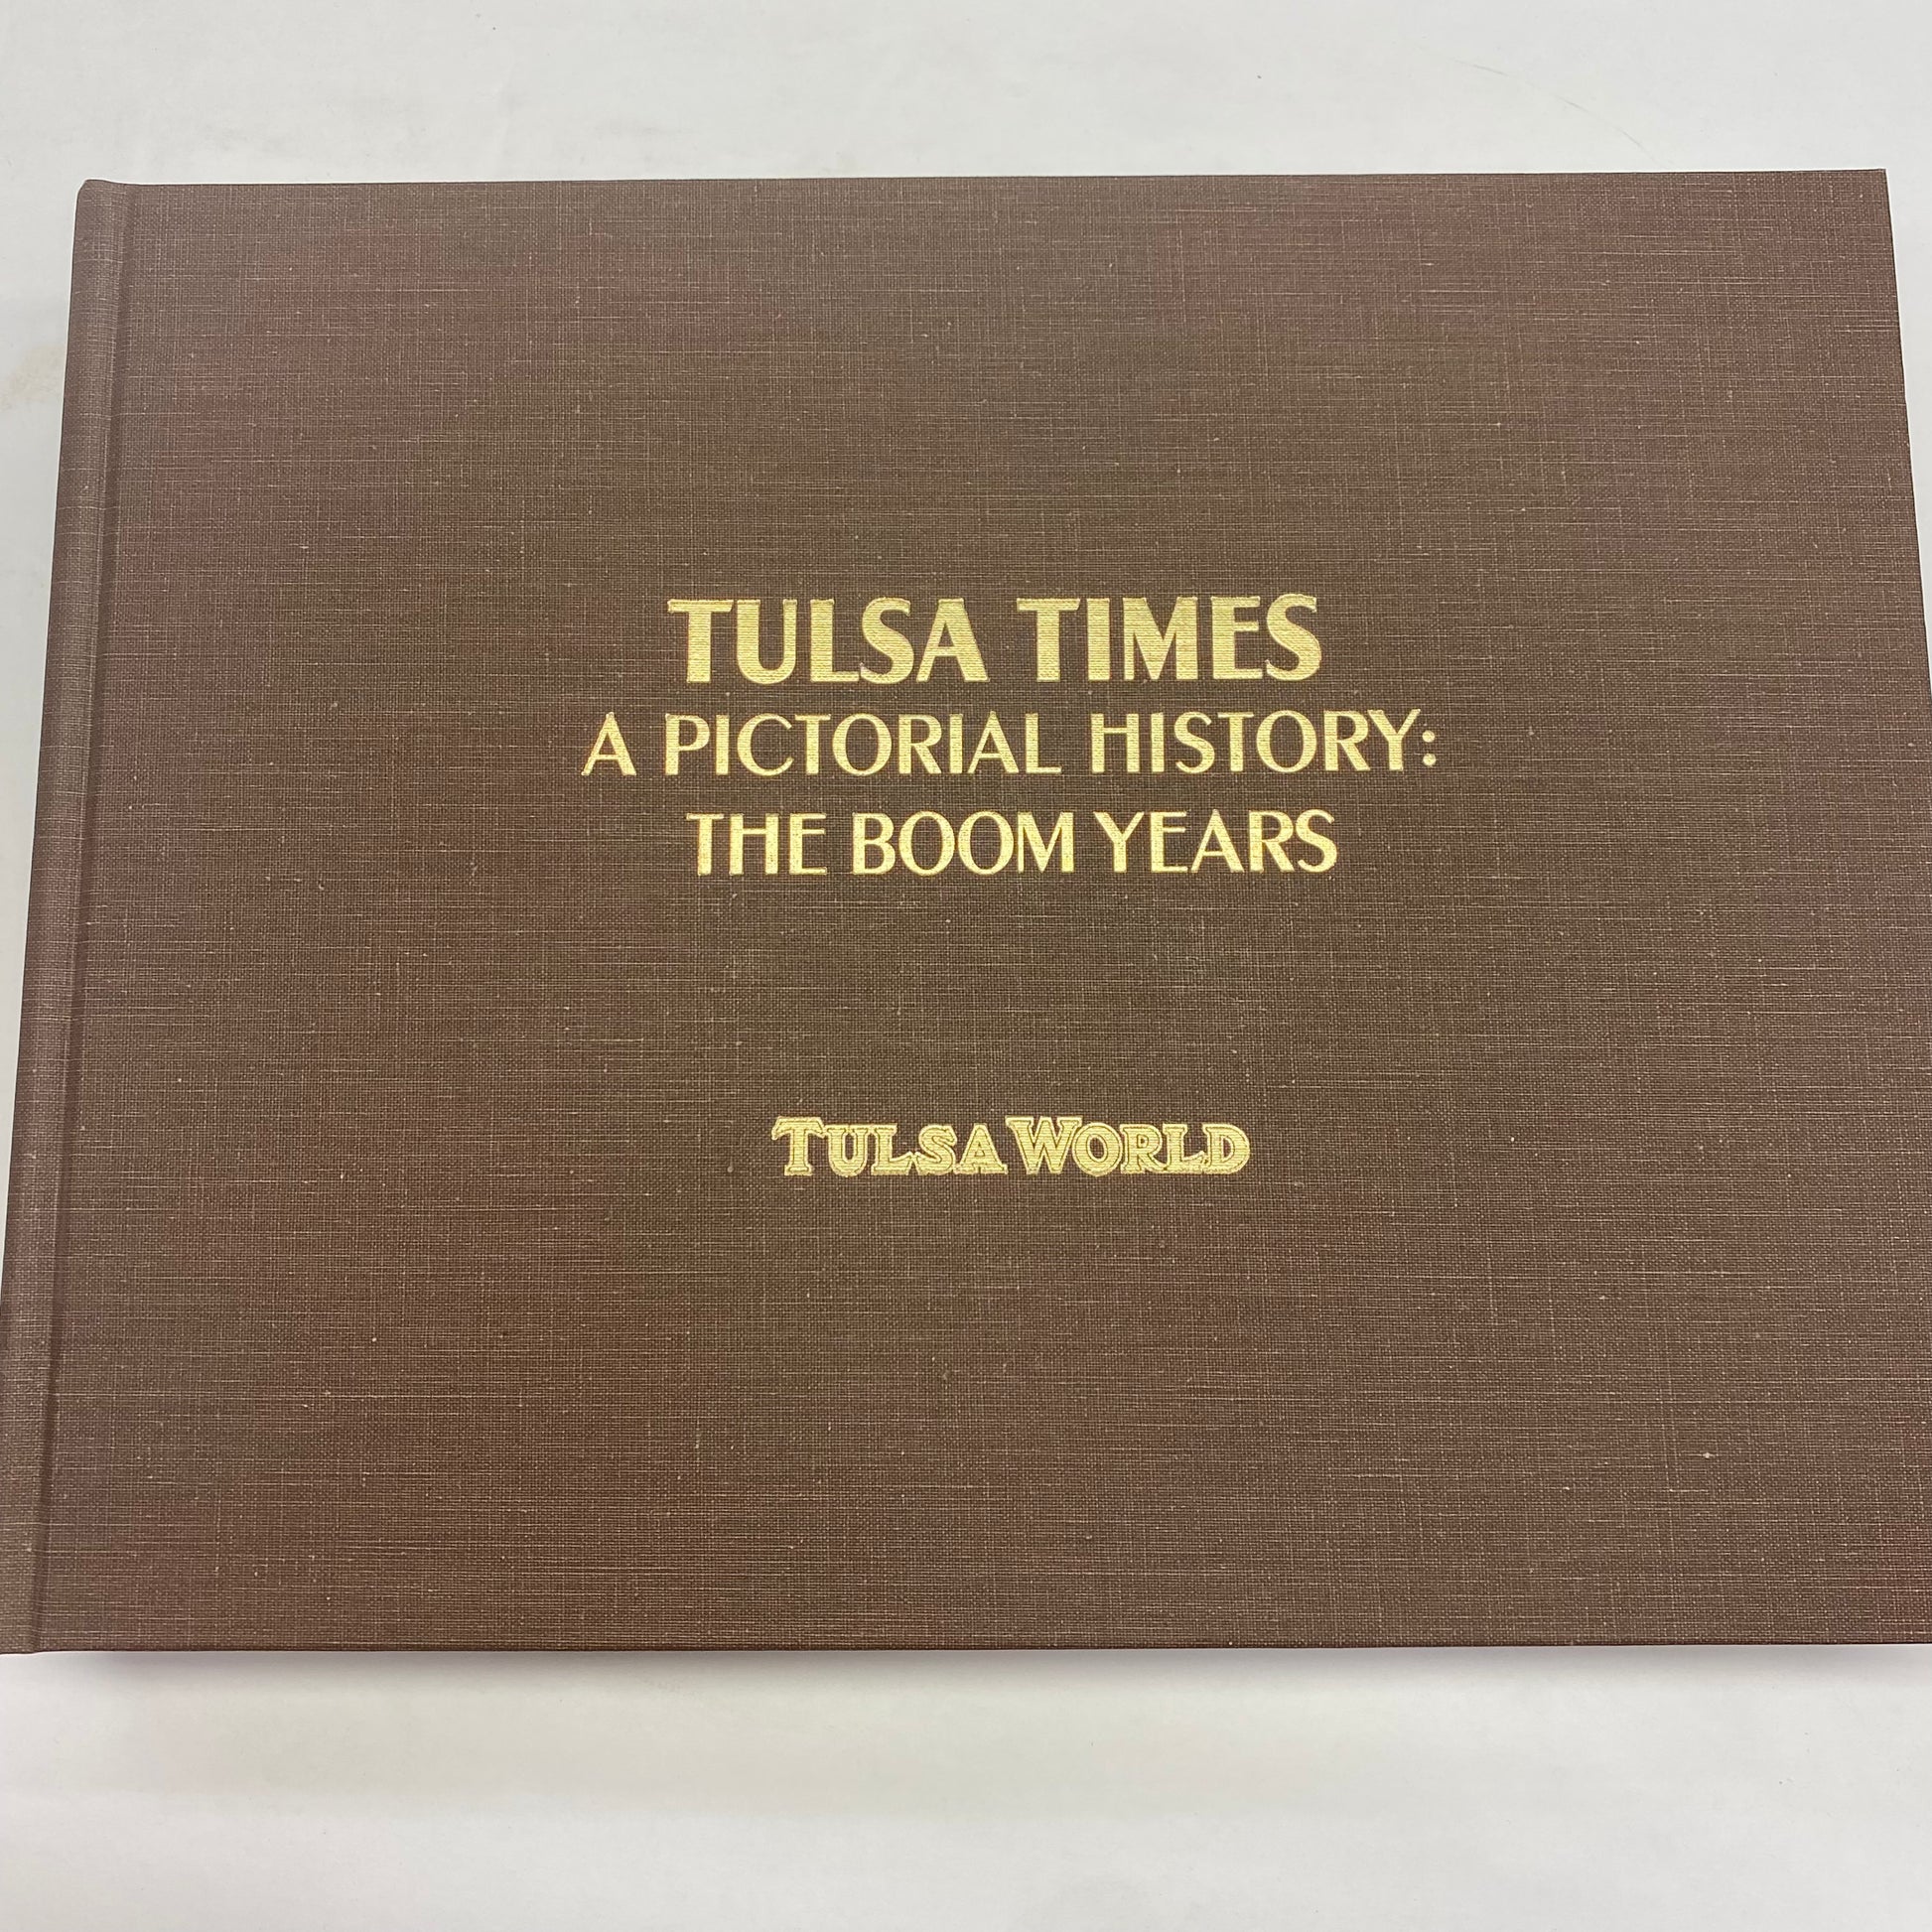 TULSA TIMES
A PICTORIAL HISTORY:
THE BOOM YEARS
TULSA WORLD